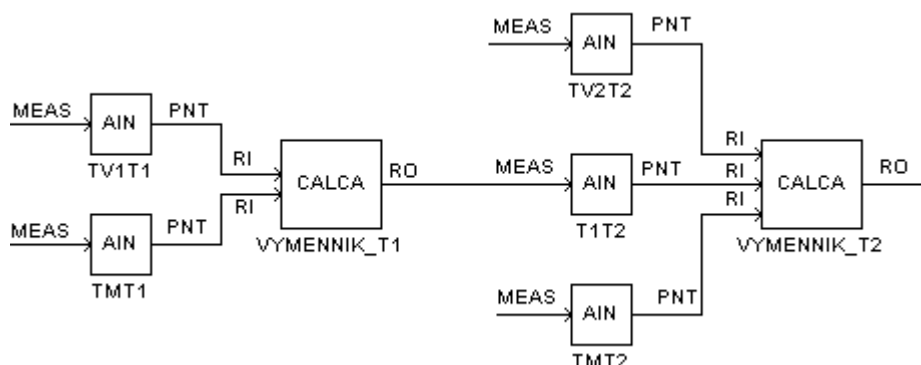 MEAS
AIN
PNT
TV2T2
MEAS
AIN
PNT
TV1T1
RI
RI
CALCA
RO
VYMENNIK_T1
MEAS
AIN
PNT
T1T2
RI
RI
RI
CALCA
RO
VYMENNIK_T2
MEAS
AIN
PNT
TMT1
MEAS
AIN
PNT
TMT2